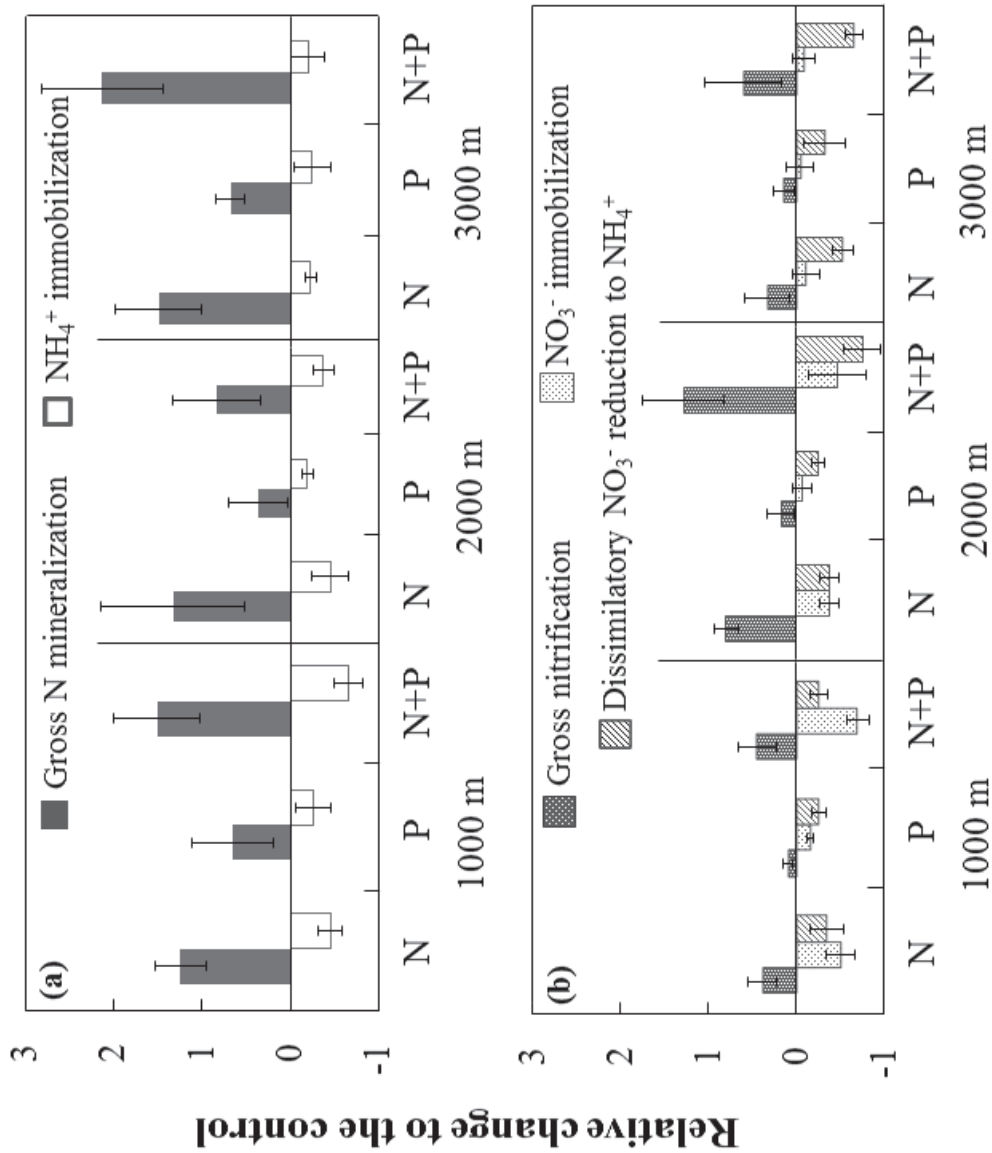 Relative change to the control
(a)
Gross N mineralization
NH₄⁺ immobilization
3
2
1
0
-1
N P N+P N P N+P N P N+P
1000 m 2000 m 3000 m
(b)
Gross nitrification
NO₃⁻ immobilization
Dissimilatory NO₃⁻ reduction to NH₄⁺
3
2
1
0
-1
N P N+P N P N+P N P N+P
1000 m 2000 m 3000 m